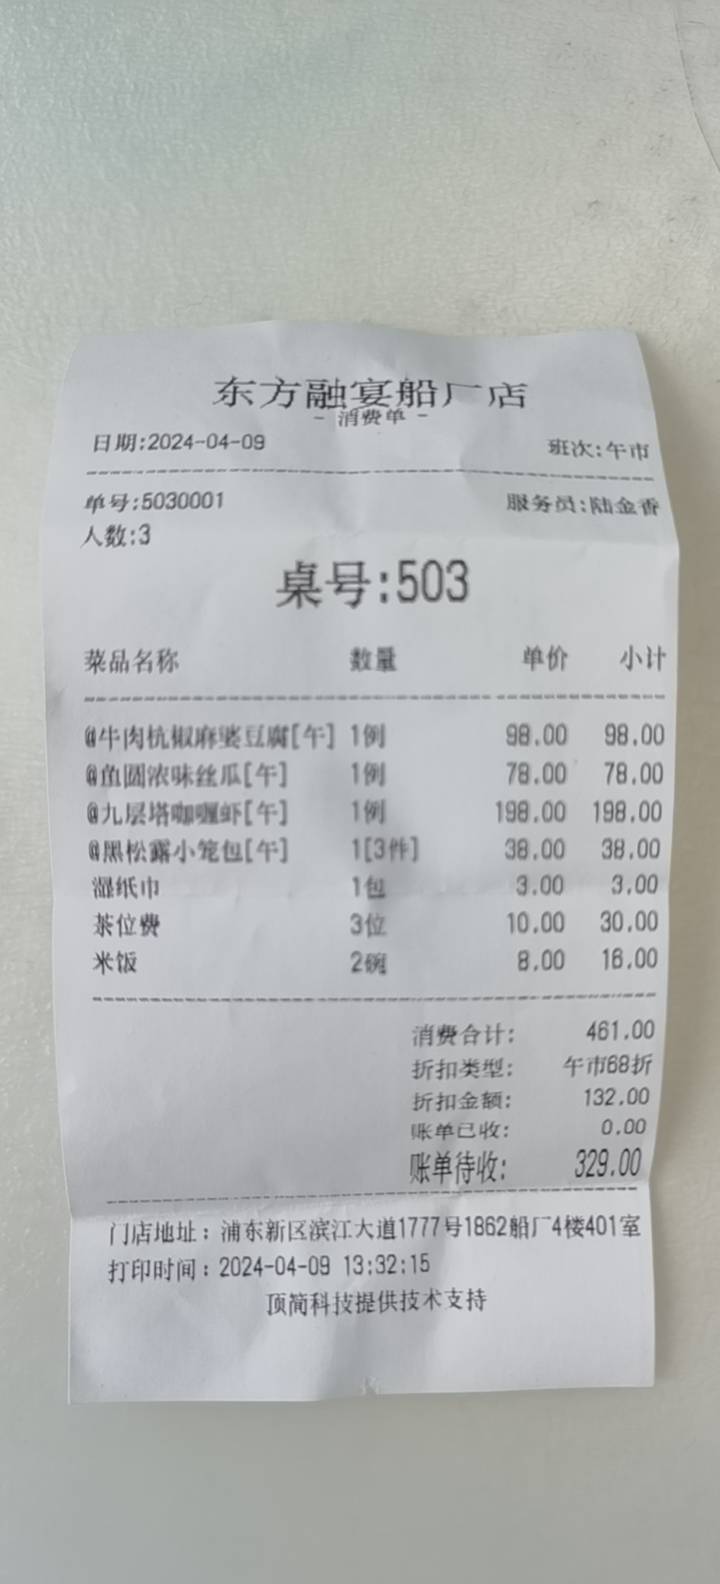 东方融宴船厂店
- 消费单 -
日期:2024-04-09 班次:午市
单号:5030001 服务员:陆金香
人数:3
桌号:503
菜品名称 数量 单价 小计
@牛肉杭椒麻婆豆腐[午] 1例 98.00 98.00
@鱼圆浓味丝瓜[午] 1例 78.00 78.00
@九层塔咖喱虾[午] 1例 198.00 198.00
@黑松露小笼包[午] 1[3件] 38.00 38.00
湿纸巾 1包 3.00 3.00
茶位费 3位 10.00 30.00
米饭 2碗 8.00 16.00
消费合计: 461.00
折扣类型: 午市68折
折扣金额: 132.00
账单已收: 0.00
账单待收: 329.00
门店地址：浦东新区滨江大道1777号1862船厂4楼401室
打印时间：2024-04-09 13:32:15
顶简科技提供技术支持